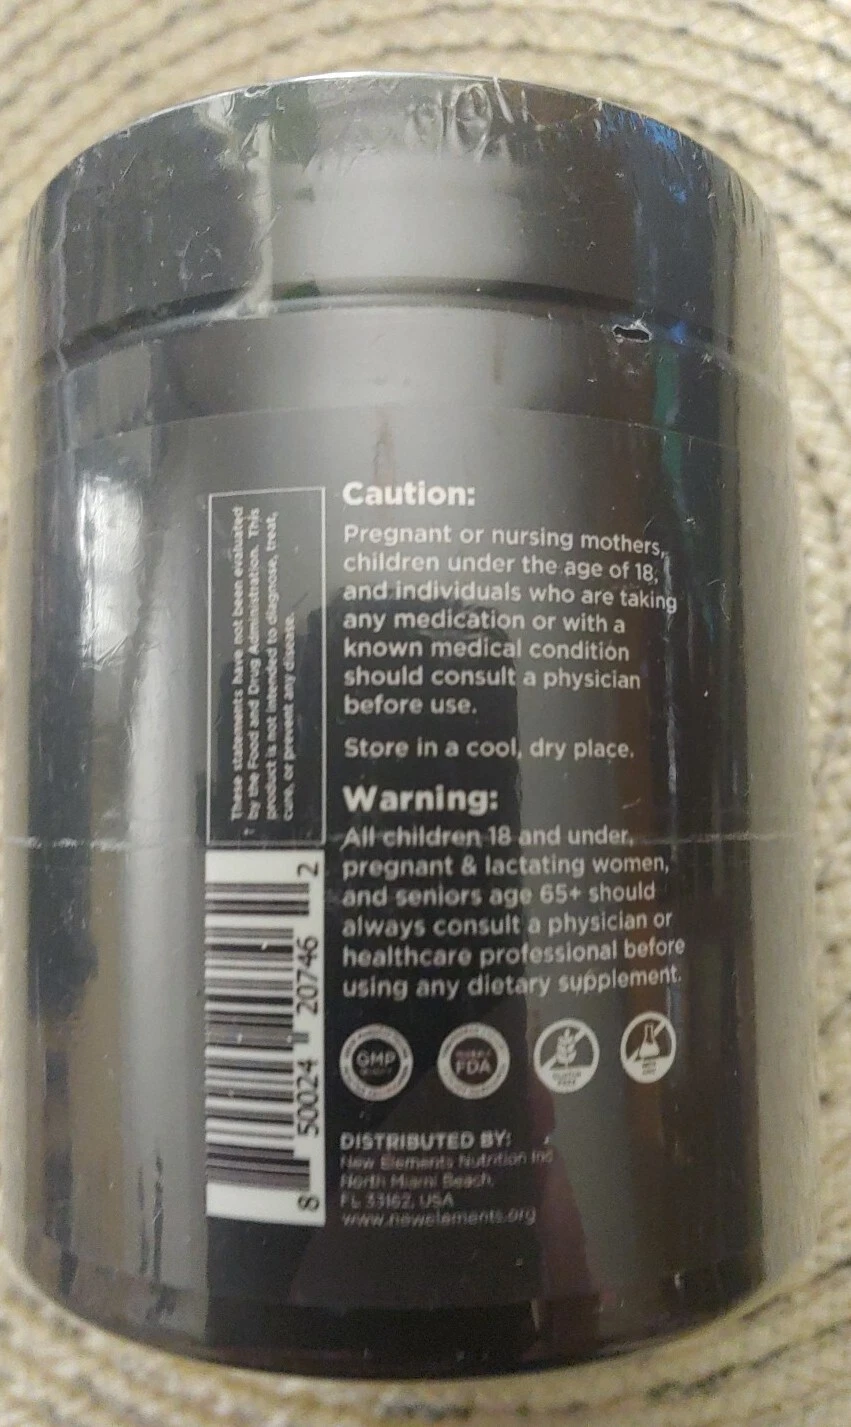 † These statements have not been evaluated
by the Food and Drug Administration. This
product is not intended to diagnose, treat,
cure, or prevent any disease.
8 50024 20746 2
Caution:
Pregnant or nursing mothers,
children under the age of 18,
and individuals who are taking
any medication or with a
known medical condition
should consult a physician
before use.
Store in a cool, dry place.
Warning:
All children 18 and under,
pregnant & lactating women,
and seniors age 65+ should
always consult a physician or
healthcare professional before
using any dietary supplement.
GMP
FDA
DISTRIBUTED BY:
New Elements Nutrition Inc
North Miami Beach,
FL 33162, USA
www.newelements.org